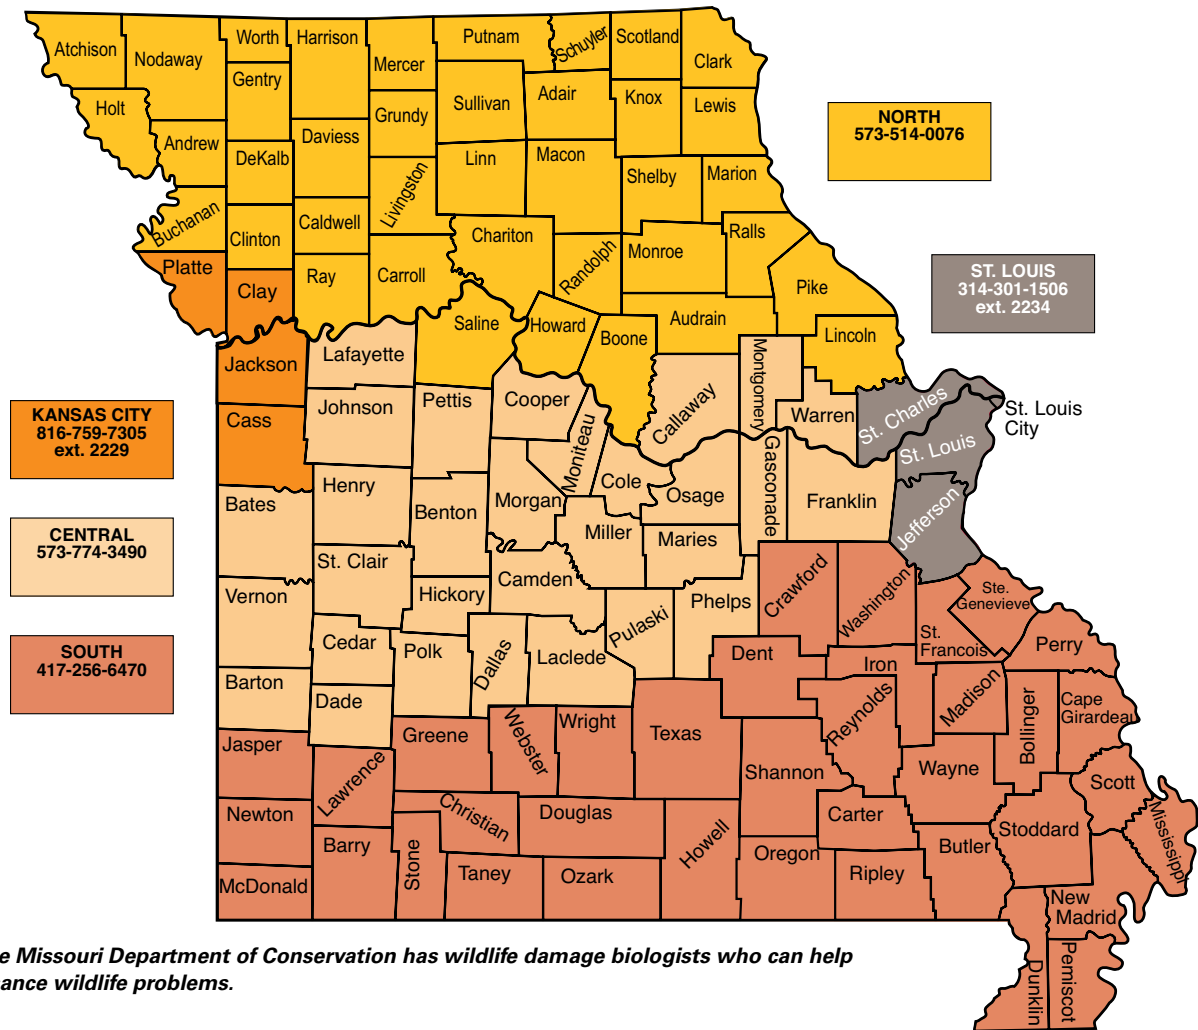 Atchison
Nodaway
Worth
Harrison
Mercer
Putnam
Schuyler
Scotland
Clark
Holt
Gentry
Sullivan
Adair
Knox
Lewis
Grundy
Andrew
DeKalb
Daviess
Linn
Macon
Shelby
Marion
Livingston
Buchanan
Clinton
Caldwell
Chariton
Randolph
Monroe
Ralls
Platte
Clay
Ray
Carroll
Pike
Saline
Howard
Boone
Audrain
Lincoln
NORTH
573-514-0076
ST. LOUIS
314-301-1506
ext. 2234
Jackson
Lafayette
Cass
Johnson
Pettis
Cooper
Moniteau
Callaway
Montgomery
Warren
St. Charles
St. Louis
City
St. Louis
KANSAS CITY
816-759-7305
ext. 2229
Bates
Henry
Benton
Morgan
Cole
Osage
Gasconade
Franklin
Jefferson
CENTRAL
573-774-3490
Miller
Maries
St. Clair
Camden
Vernon
Hickory
Phelps
Pulaski
Crawford
Washington
Ste.
Genevieve
SOUTH
417-256-6470
Cedar
Polk
Dallas
Laclede
Dent
Iron
St.
Francois
Perry
Barton
Dade
Reynolds
Madison
Bollinger
Cape
Girardeau
Jasper
Lawrence
Greene
Webster
Wright
Texas
Shannon
Wayne
Scott
Mississippi
Newton
Christian
Douglas
Howell
Carter
Stoddard
Barry
Stone
Taney
Ozark
Oregon
Ripley
Butler
McDonald
New
Madrid
Dunklin
Pemiscot
e Missouri Department of Conservation has wildlife damage biologists who can help
ance wildlife problems.